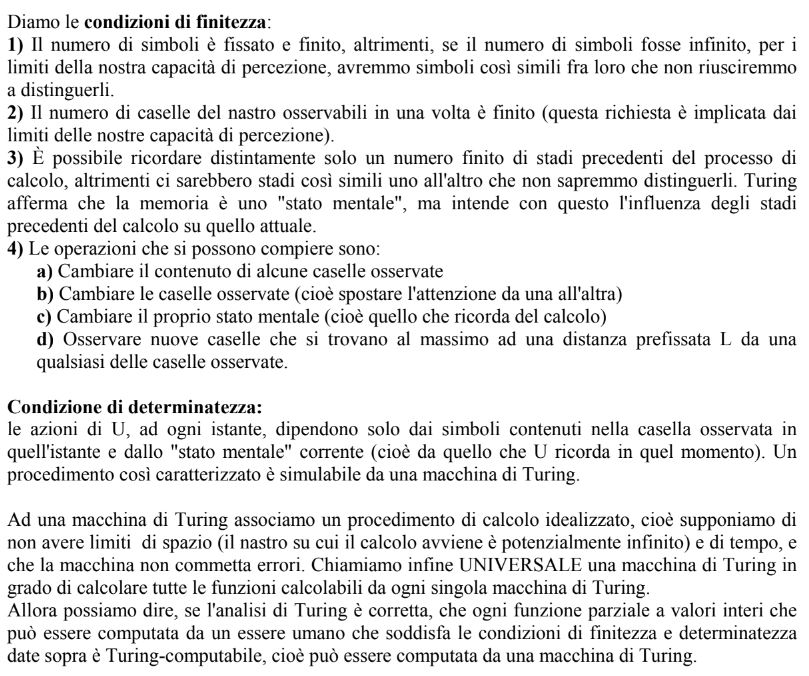 Diamo le condizioni di finitezza:
1) Il numero di simboli è fissato e finito, altrimenti, se il numero di simboli fosse infinito, per i
limiti della nostra capacità di percezione, avremmo simboli così simili fra loro che non riusciremmo
a distinguerli.
2) Il numero di caselle del nastro osservabili in una volta è finito (questa richiesta è implicata dai
limiti delle nostre capacità di percezione).
3) È possibile ricordare distintamente solo un numero finito di stadi precedenti del processo di
calcolo, altrimenti ci sarebbero stadi così simili uno all'altro che non sapremmo distinguerli. Turing
afferma che la memoria è uno "stato mentale", ma intende con questo l'influenza degli stadi
precedenti del calcolo su quello attuale.
4) Le operazioni che si possono compiere sono:
a) Cambiare il contenuto di alcune caselle osservate
b) Cambiare le caselle osservate (cioè spostare l'attenzione da una all'altra)
c) Cambiare il proprio stato mentale (cioè quello che ricorda del calcolo)
d) Osservare nuove caselle che si trovano al massimo ad una distanza prefissata L da una
qualsiasi delle caselle osservate.
Condizione di determinatezza:
le azioni di U, ad ogni istante, dipendono solo dai simboli contenuti nella casella osservata in
quell'istante e dallo "stato mentale" corrente (cioè da quello che U ricorda in quel momento). Un
procedimento così caratterizzato è simulabile da una macchina di Turing.
Ad una macchina di Turing associamo un procedimento di calcolo idealizzato, cioè supponiamo di
non avere limiti di spazio (il nastro su cui il calcolo avviene è potenzialmente infinito) e di tempo, e
che la macchina non commetta errori. Chiamiamo infine UNIVERSALE una macchina di Turing in
grado di calcolare tutte le funzioni calcolabili da ogni singola macchina di Turing.
Allora possiamo dire, se l'analisi di Turing è corretta, che ogni funzione parziale a valori interi che
può essere computata da un essere umano che soddisfa le condizioni di finitezza e determinatezza
date sopra è Turing-computabile, cioè può essere computata da una macchina di Turing.